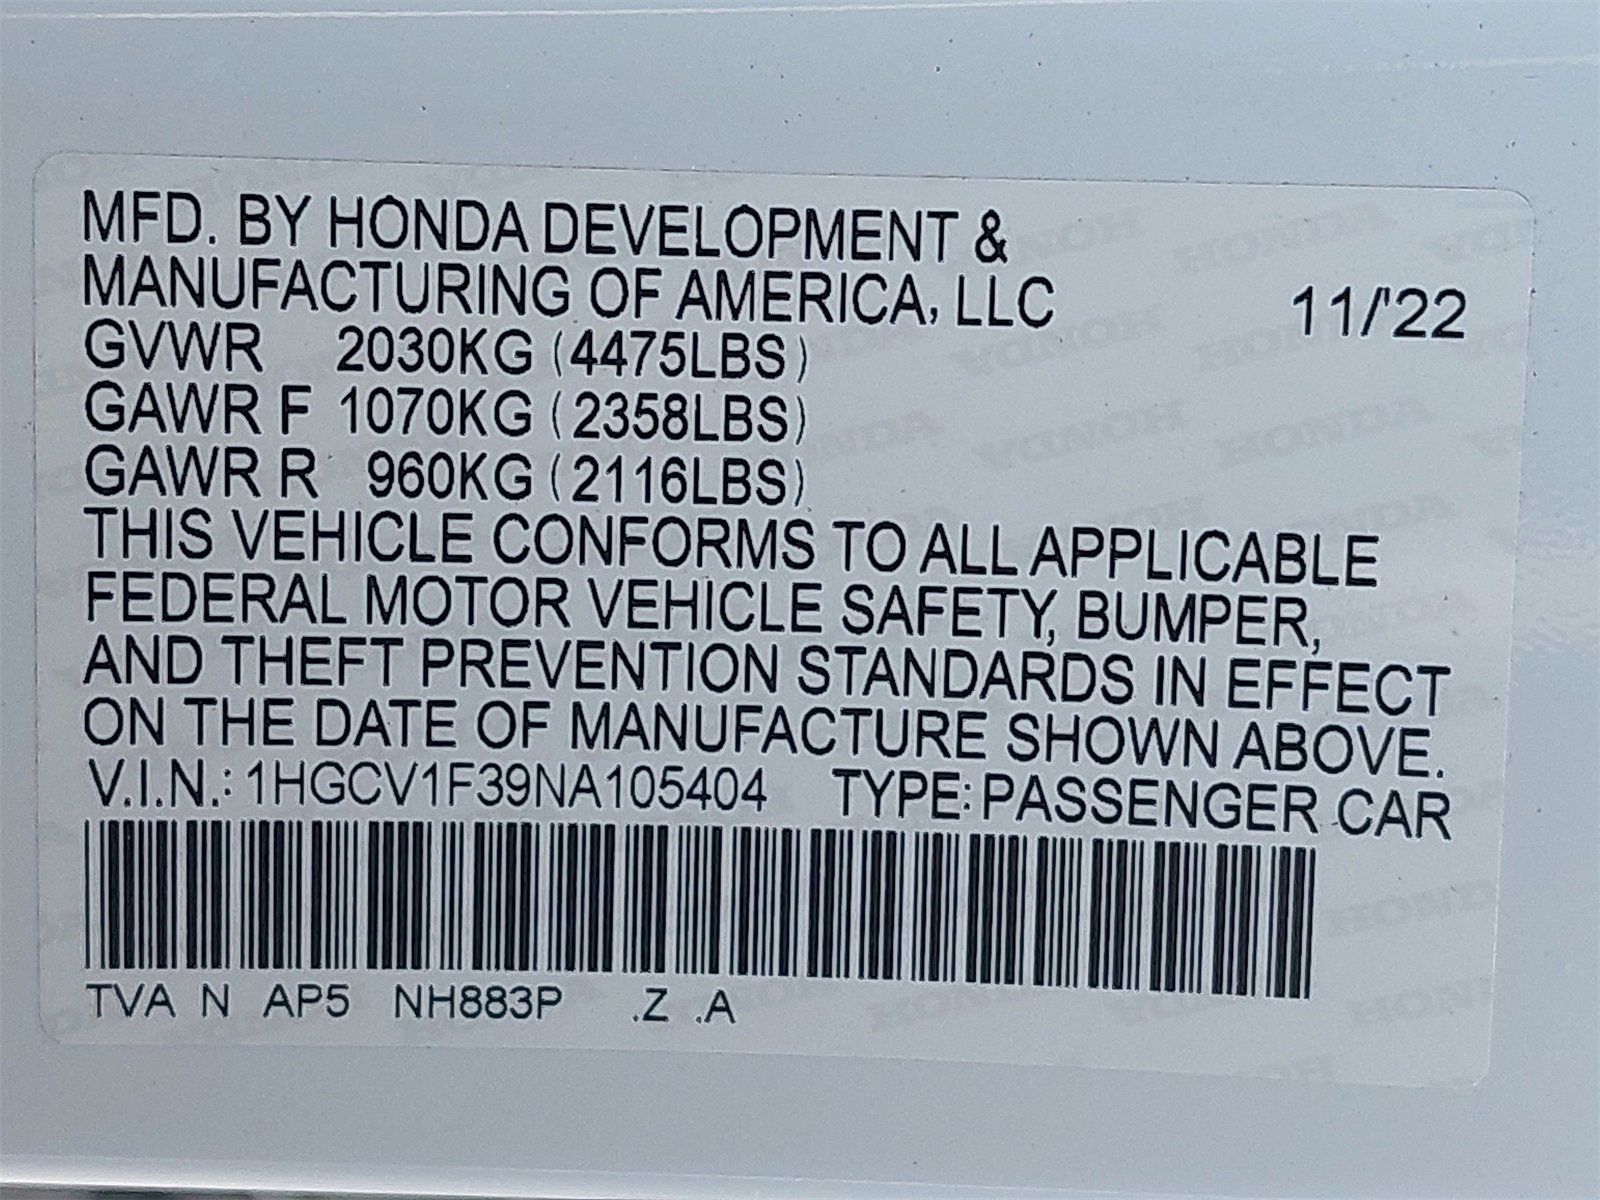 MFD. BY HONDA DEVELOPMENT &
MANUFACTURING OF AMERICA, LLC 11/'22
GVWR 2030KG (4475LBS)
GAWR F 1070KG (2358LBS)
GAWR R 960KG (2116LBS)
THIS VEHICLE CONFORMS TO ALL APPLICABLE
FEDERAL MOTOR VEHICLE SAFETY, BUMPER,
AND THEFT PREVENTION STANDARDS IN EFFECT
ON THE DATE OF MANUFACTURE SHOWN ABOVE.
V.I.N.: 1HGCV1F39NA105404 TYPE: PASSENGER CAR
TVA N AP5 NH883P .Z .A